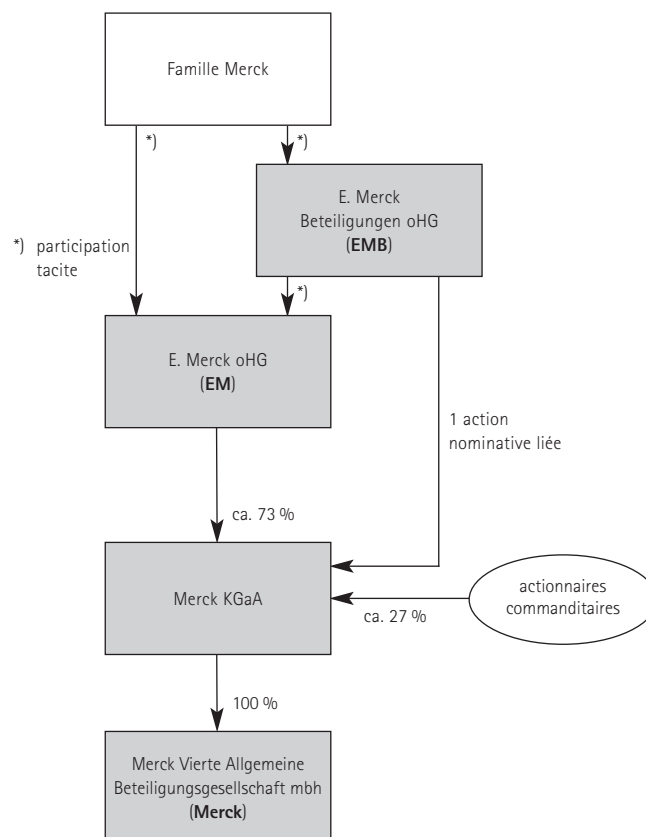 Famille Merck
*)
*)
E. Merck
Beteiligungen oHG
(EMB)
*) participation
tacite
*)
E. Merck oHG
(EM)
1 action
nominative liée
ca. 73 %
Merck KGaA
actionnaires
commanditaires
ca. 27 %
100 %
Merck Vierte Allgemeine
Beteiligungsgesellschaft mbh
(Merck)